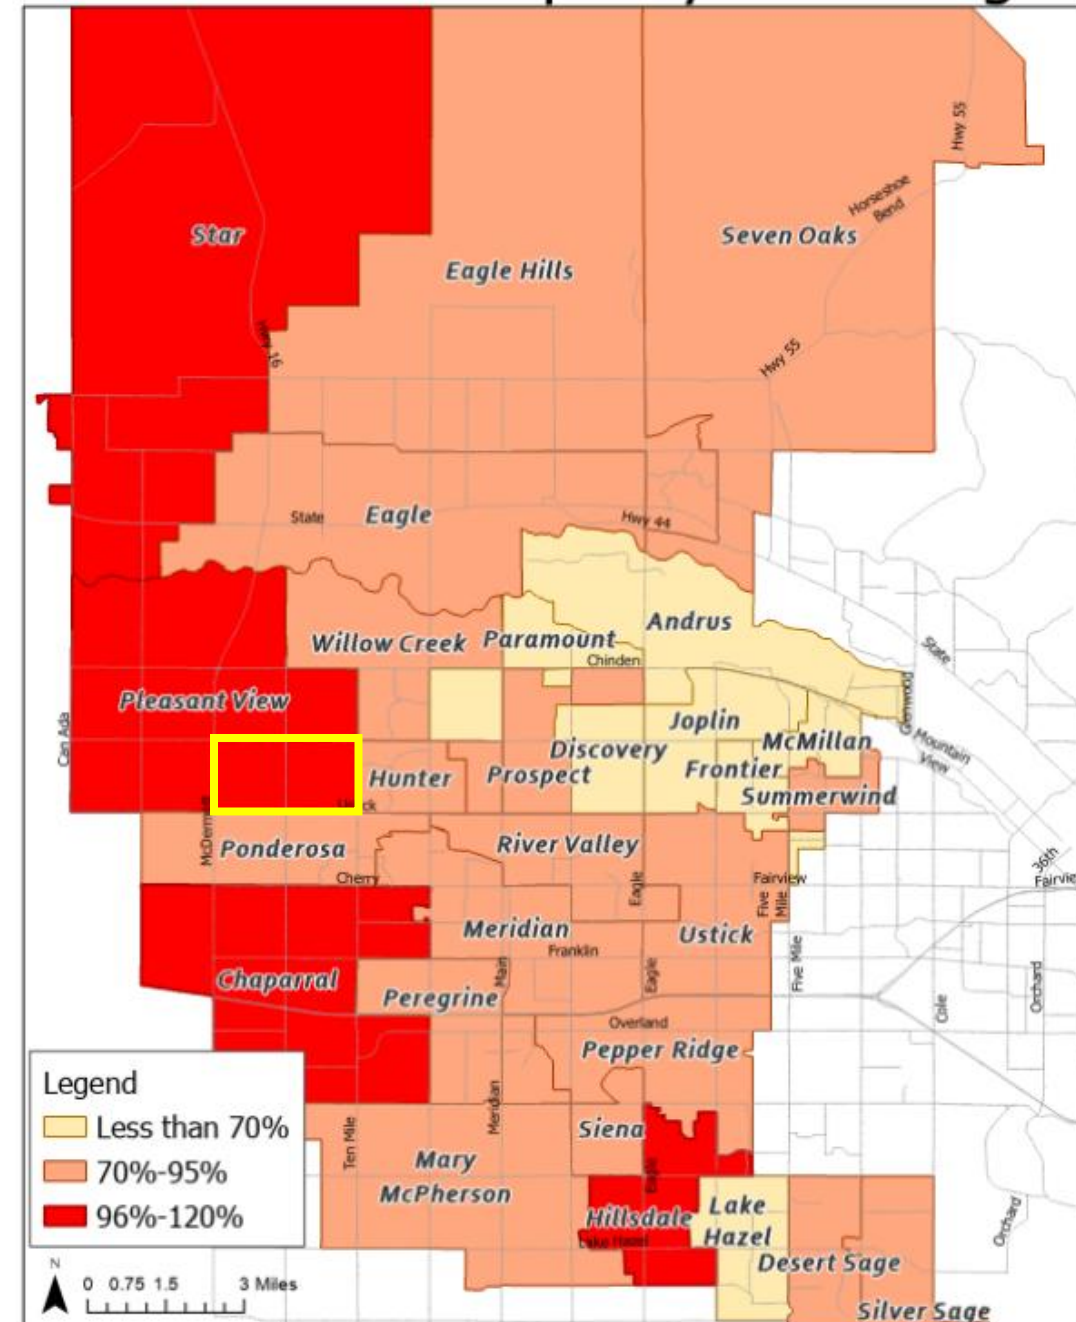 Hwy 55
Horseshoe
Bend
Star
Seven Oaks
Eagle Hills
Hwy 16
Hwy 55
State
Eagle
Hwy 44
Andrus
Willow Creek
Paramount
Chinden
State
Pleasant View
Can Ada
Joplin
Glenwood
Discovery
McMillan
Mountain
View
Hunter
Prospect
Frontier
Summerwind
McDermott
Ponderosa
River Valley
Cherry
Eagle
Fairview
Five
Mile
36th
Fairview
Meridian
Ustick
Franklin
Five Mile
Chaparral
Peregrine
Main
Eagle
Cole
Orchard
Overland
Pepper Ridge
Legend
Less than 70%
70%-95%
96%-120%
Meridian
Ten Mile
Siena
Mary
McPherson
Eagle
Hillsdale
Lake Hazel
Lake
Hazel
Orchard
Desert Sage
Silver Sage
N
0 0.75 1.5 3 Miles